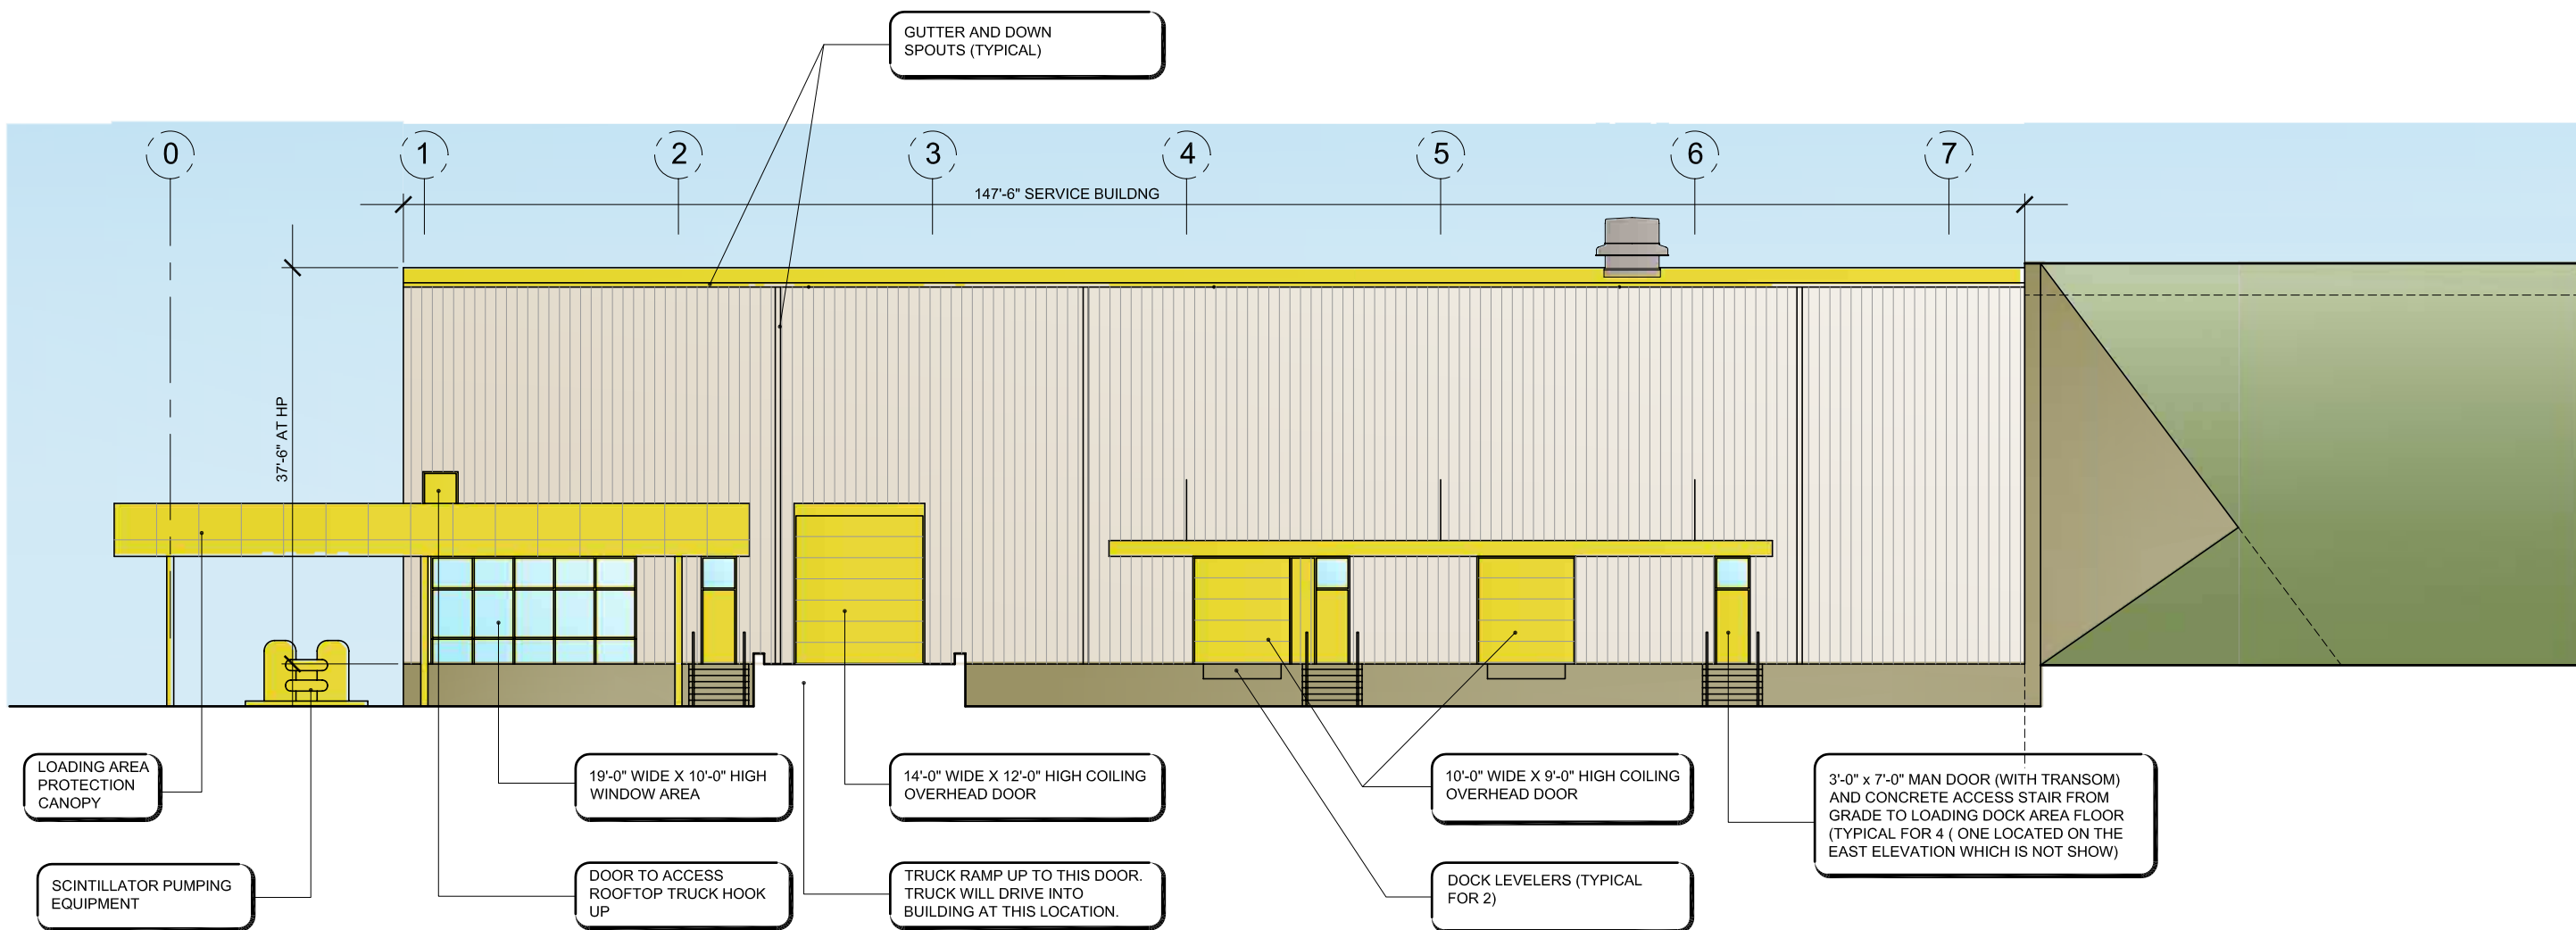 GUTTER AND DOWN
SPOUTS (TYPICAL)
0
1
2
3
4
5
6
7
147'-6" SERVICE BUILDNG
37'-6" AT HP
LOADING AREA
PROTECTION
CANOPY
19'-0" WIDE X 10'-0" HIGH
WINDOW AREA
14'-0" WIDE X 12'-0" HIGH COILING
OVERHEAD DOOR
10'-0" WIDE X 9'-0" HIGH COILING
OVERHEAD DOOR
3'-0" x 7'-0" MAN DOOR (WITH TRANSOM)
AND CONCRETE ACCESS STAIR FROM
GRADE TO LOADING DOCK AREA FLOOR
(TYPICAL FOR 4 ( ONE LOCATED ON THE
EAST ELEVATION WHICH IS NOT SHOW)
SCINTILLATOR PUMPING
EQUIPMENT
DOOR TO ACCESS
ROOFTOP TRUCK HOOK
UP
TRUCK RAMP UP TO THIS DOOR.
TRUCK WILL DRIVE INTO
BUILDING AT THIS LOCATION.
DOCK LEVELERS (TYPICAL
FOR 2)